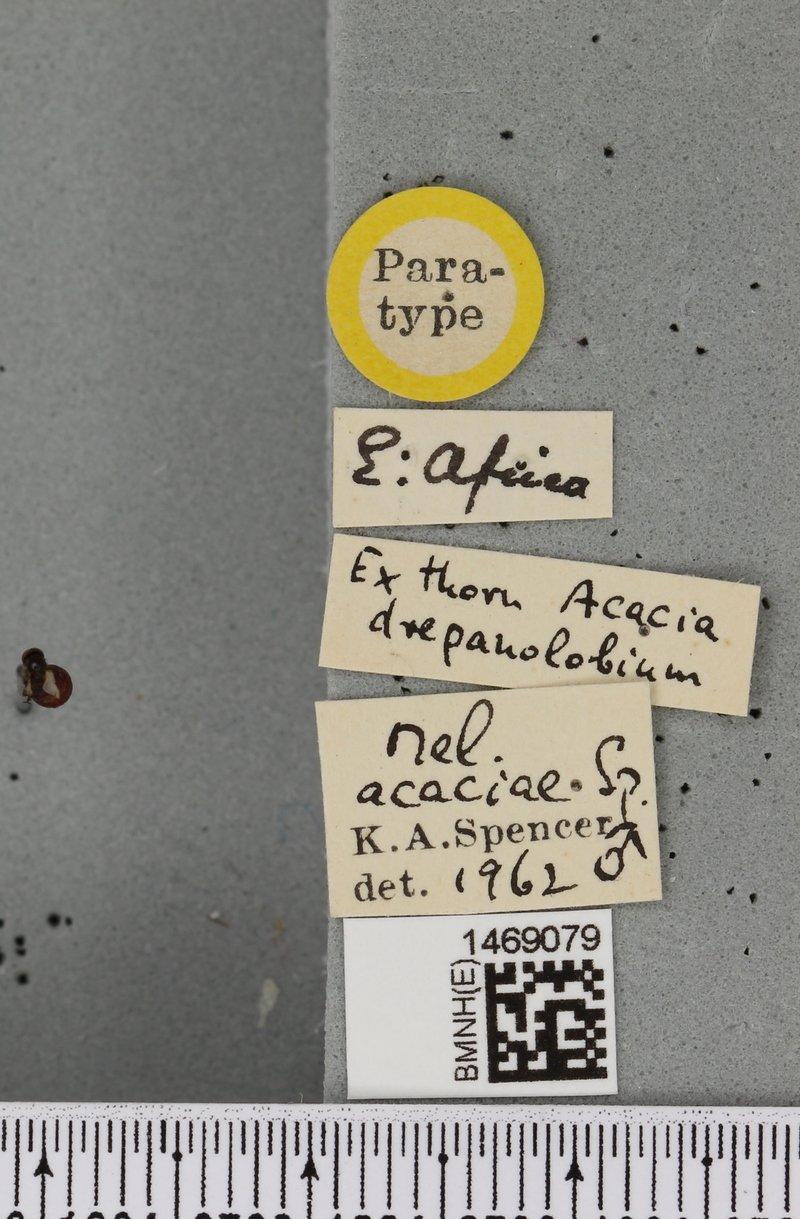 Para-
type
E: Africa
Ex thorn Acacia
drepanolobium
Mel.
acaciae. Sp.
K.A.Spencer ♂
det. 1962
1469079
BMNH(E)